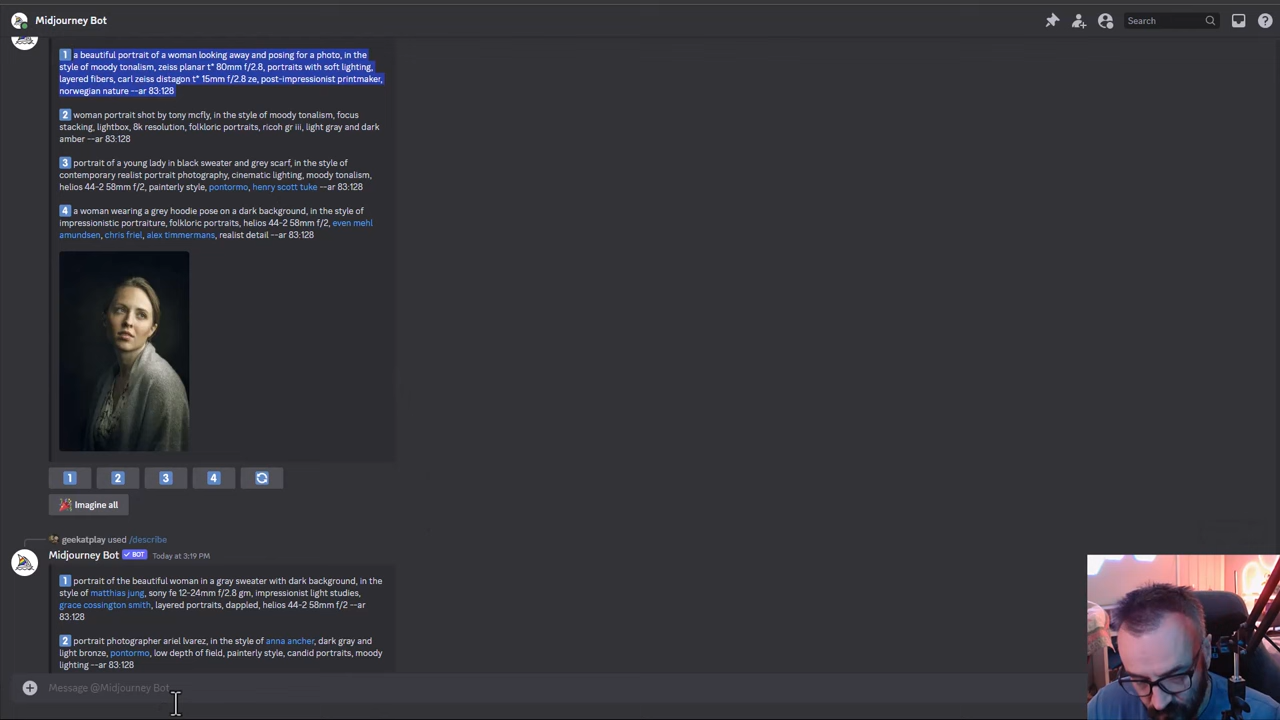 Midjourney Bot
Search
1 a beautiful portrait of a woman looking away and posing for a photo, in the
style of moody tonalism, zeiss planar t* 80mm f/2.8, portraits with soft lighting,
layered fibers, carl zeiss distagon t* 15mm f/2.8 ze, post-impressionist printmaker,
norwegian nature --ar 83:128
2 woman portrait shot by tony mcfly, in the style of moody tonalism, focus
stacking, lightbox, 8k resolution, folkloric portraits, ricoh gr iii, light gray and dark
amber --ar 83:128
3 portrait of a young lady in black sweater and grey scarf, in the style of
contemporary realist portrait photography, cinematic lighting, moody tonalism,
helios 44-2 58mm f/2, painterly style, pontormo, henry scott tuke --ar 83:128
4 a woman wearing a grey hoodie pose on a dark background, in the style of
impressionistic portraiture, folkloric portraits, helios 44-2 58mm f/2, even mehl
amundsen, chris friel, alex timmermans, realist detail --ar 83:128
1 2 3 4
Imagine all
geekatplay used /describe
Midjourney Bot ✓ BOT Today at 3:19 PM
1 portrait of the beautiful woman in a gray sweater with dark background, in the
style of matthias jung, sony fe 12-24mm f/2.8 gm, impressionist light studies,
grace cossington smith, layered portraits, dappled, helios 44-2 58mm f/2 --ar
83:128
2 portrait photographer ariel lvarez, in the style of anna ancher, dark gray and
light bronze, pontormo, low depth of field, painterly style, candid portraits, moody
lighting --ar 83:128
Message @Midjourney Bot